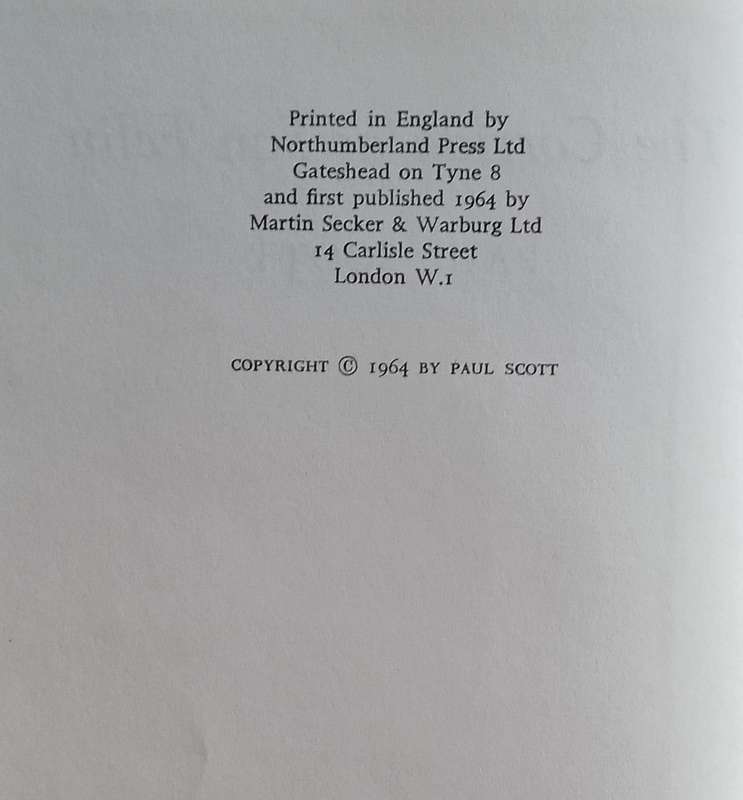 Printed in England by
Northumberland Press Ltd
Gateshead on Tyne 8
and first published 1964 by
Martin Secker & Warburg Ltd
14 Carlisle Street
London W.1
COPYRIGHT © 1964 BY PAUL SCOTT